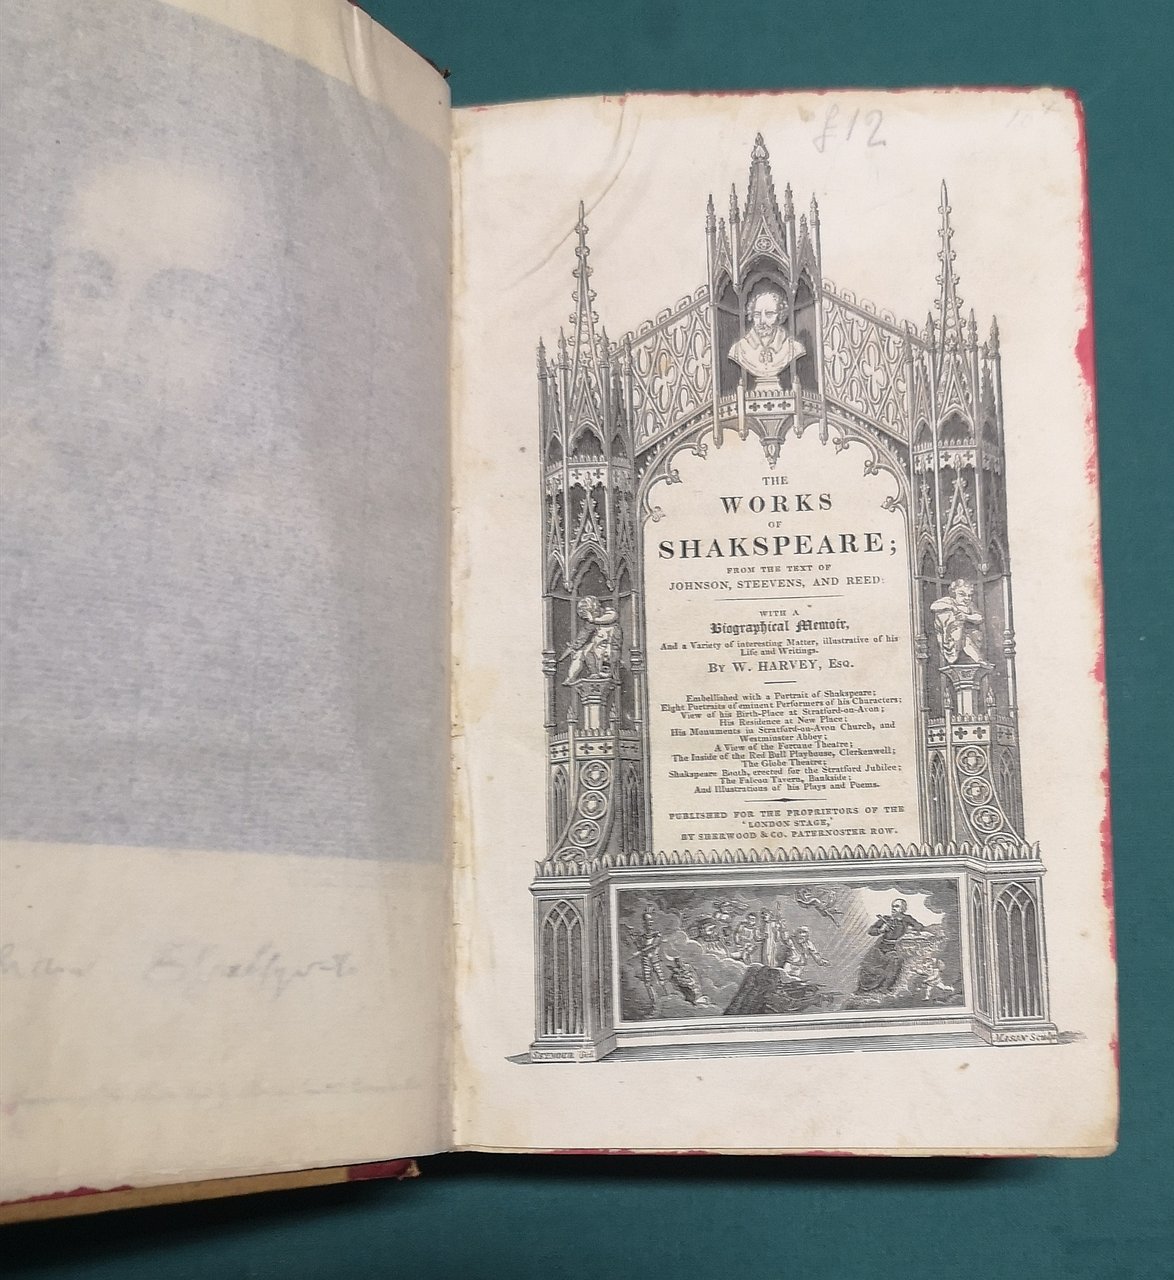 £12
THE
WORKS
OF
SHAKSPEARE;
FROM THE TEXT OF
JOHNSON, STEEVENS, AND REED:
WITH A
Biographical Memoir,
And a Variety of interesting Matter, illustrative of his
Life and Writings.
BY W. HARVEY, ESQ.
Embellished with a Portrait of Shakspeare;
Eight Portraits of eminent Performers of his Characters;
View of his Birth-Place at Stratford-on-Avon;
His Residence at New Place;
His Monuments in Stratford-on-Avon Church, and
Westminster Abbey;
A View of the Fortune Theatre;
The Inside of the Red Bull Playhouse, Clerkenwell;
The Globe Theatre;
Shakspeare Booth, erected for the Stratford Jubilee;
The Falcon Tavern, Bankside;
And Illustrations of his Plays and Poems.
PUBLISHED FOR THE PROPRIETORS OF THE
'LONDON STAGE,'
BY SHERWOOD & CO. PATERNOSTER ROW.
SEYMOUR Del.
MASON Sculp.